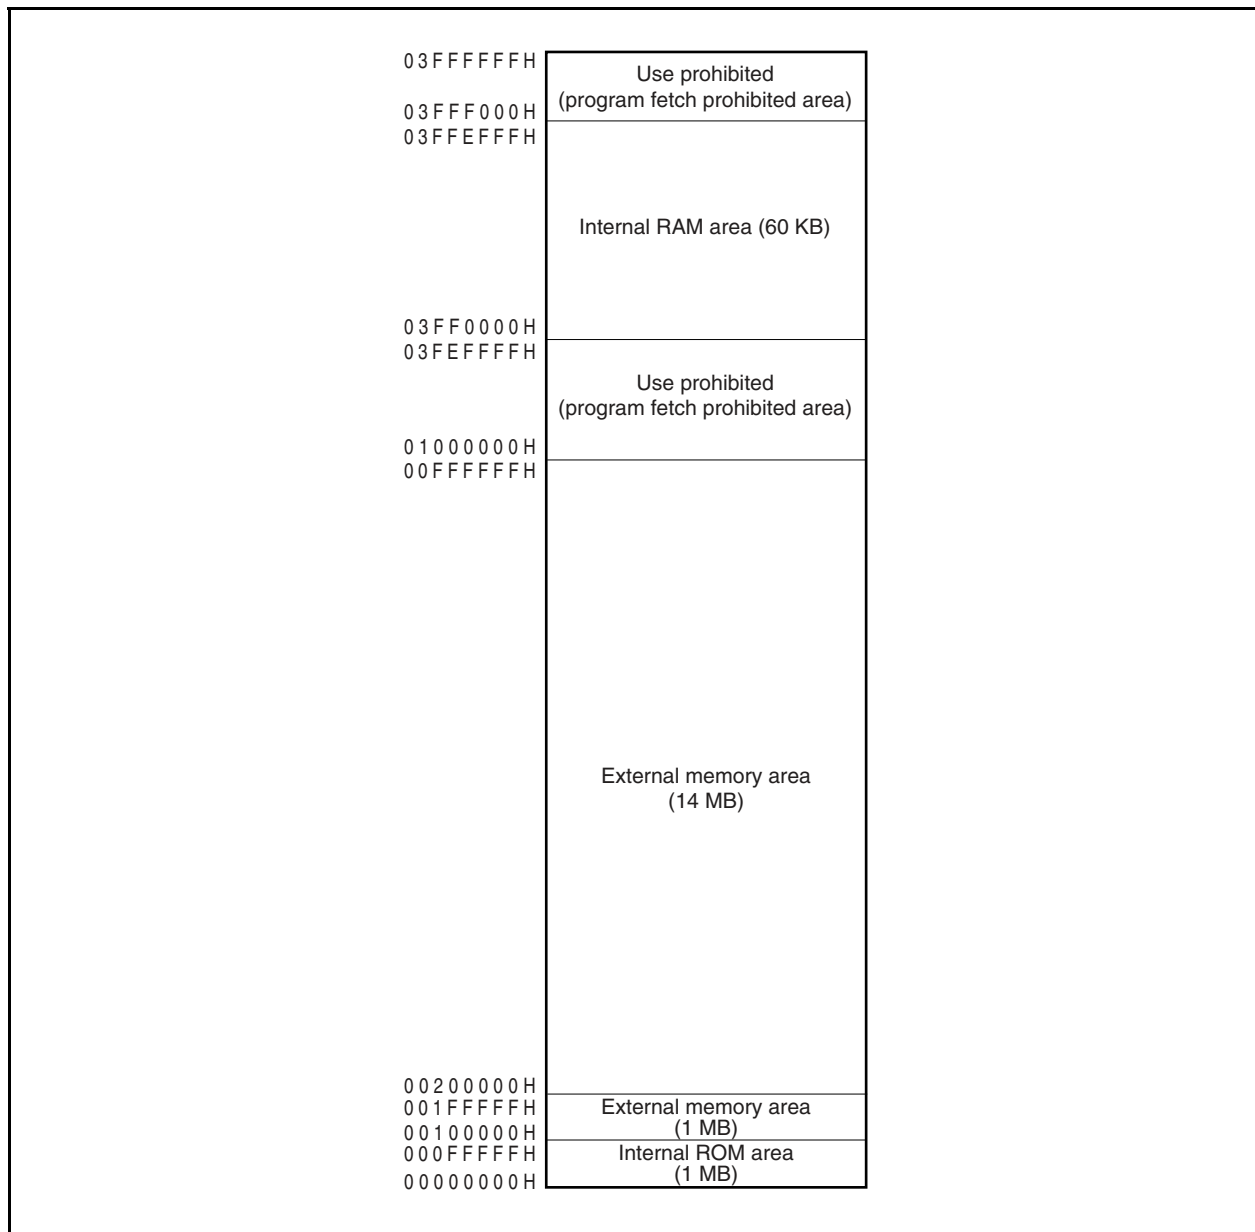 03FFFFFFH
Use prohibited
(program fetch prohibited area)
03FFF000H
03FFEFFFH
Internal RAM area (60 KB)
03FF0000H
03FEFFFFH
Use prohibited
(program fetch prohibited area)
01000000H
00FFFFFFH
External memory area
(14 MB)
00200000H
001FFFFFH
External memory area
(1 MB)
00100000H
000FFFFFH
Internal ROM area
(1 MB)
00000000H